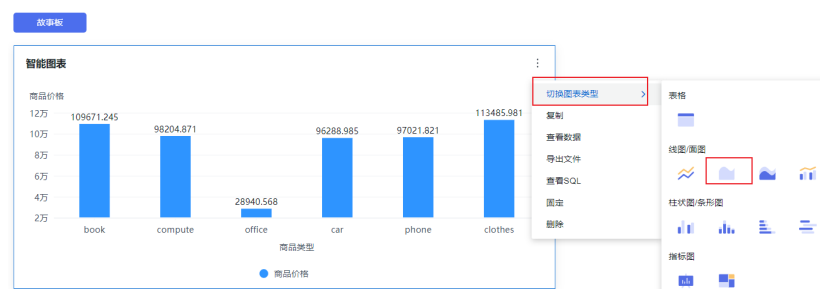 故事板
智能图表
商品价格
12万
10万
8万
6万
4万
2万
109671.245
98204.871
28940.568
96288.985
97021.821
113485.981
book
compute
office
car
phone
clothes
商品类型
商品价格
切换图表类型
复制
查看数据
导出文件
查看SQL
固定
删除
表格
线图/面图
柱状图/条形图
指标图